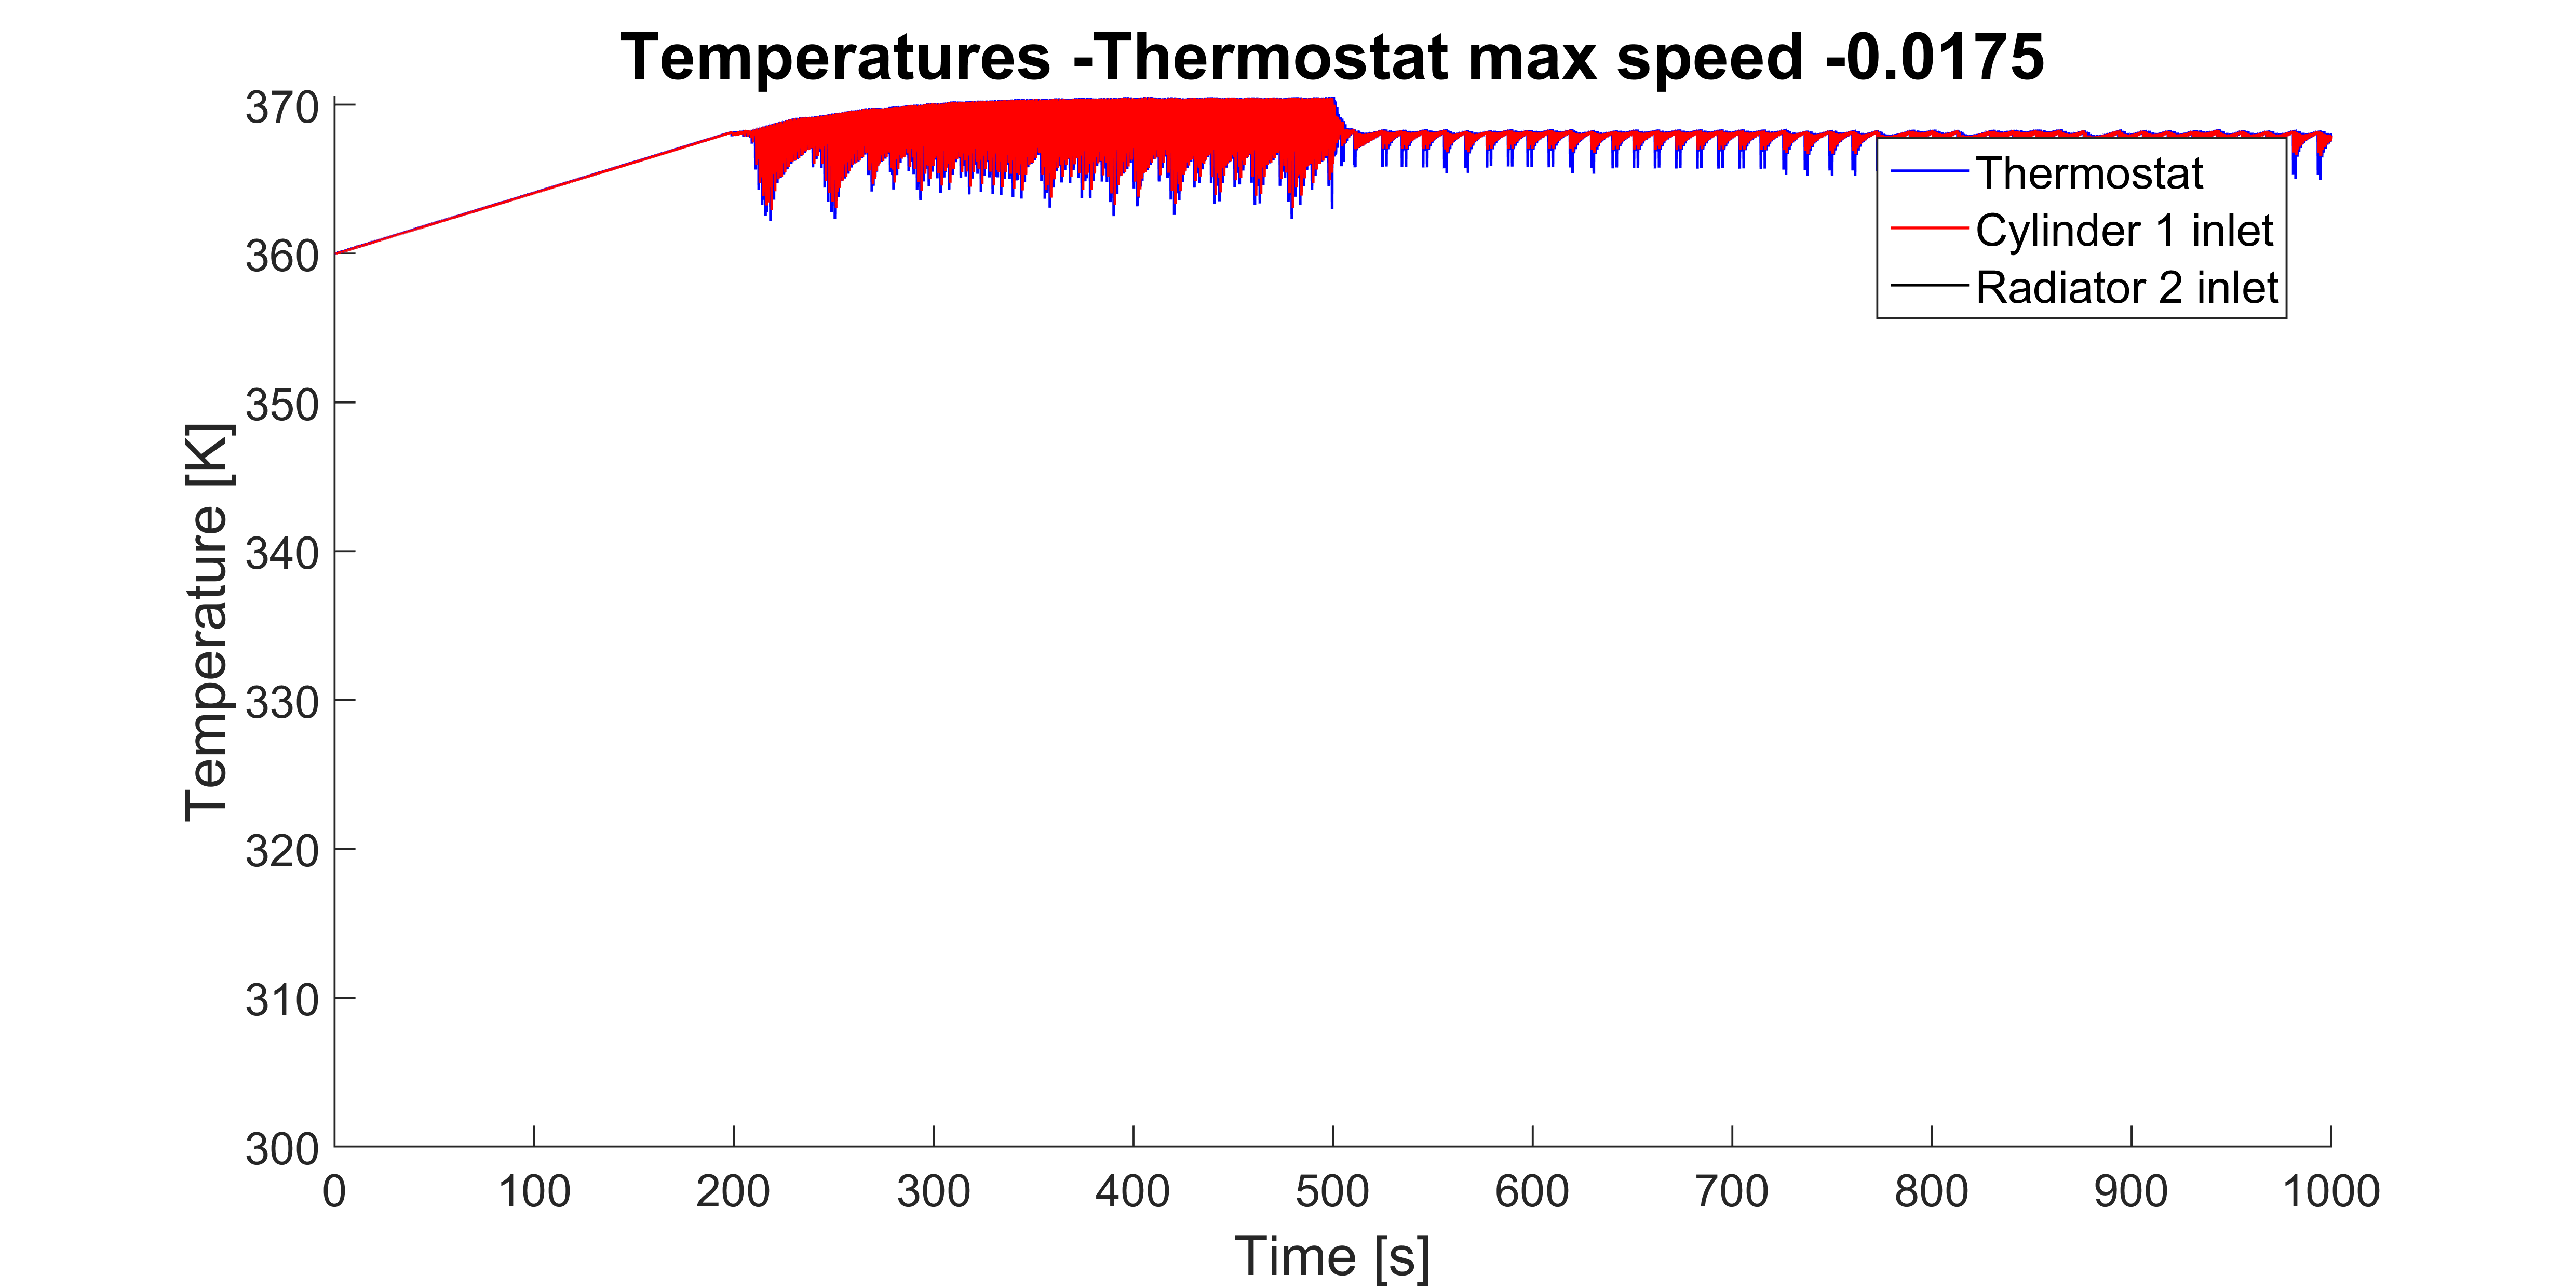 Temperatures -Thermostat max speed -0.0175
370
360
350
340
330
320
310
300
Temperature [K]
Thermostat
Cylinder 1 inlet
Radiator 2 inlet
0 100 200 300 400 500 600 700 800 900 1000
Time [s]